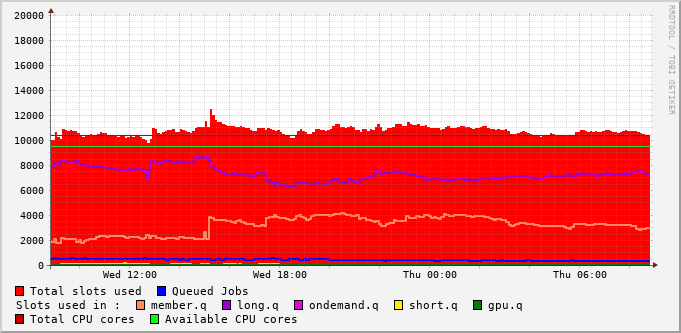 RRDTOOL / TOBI OETIKER
20000
18000
16000
14000
12000
10000
8000
6000
4000
2000
0
Wed 12:00 Wed 18:00 Thu 00:00 Thu 06:00
Total slots used Queued Jobs
Slots used in : member.q long.q ondemand.q short.q gpu.q
Total CPU cores Available CPU cores